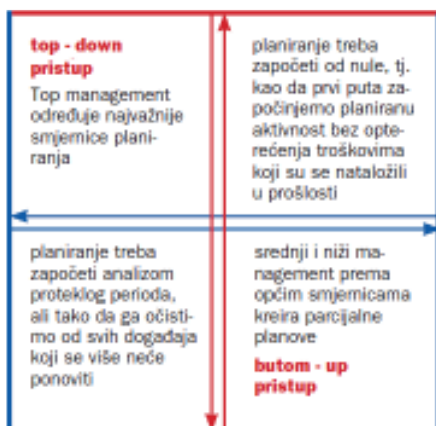 top - down
pristup
Top management
određuje najvažnije
smjernice plani-
ranja
planiranje treba
započeti od nule, tj.
kao da prvi puta za-
počinjemo planiranu
aktivnost bez opte-
rećenja troškovima
koji su se nataložili
u prošlosti
planiranje treba
započeti analizom
proteklog perioda,
ali tako da ga očisti-
mo od svih događaja
koji se više neće
ponoviti
srednji i niži ma-
nagement prema
općim smjernicama
kreira parcijalne
planove
butom - up
pristup